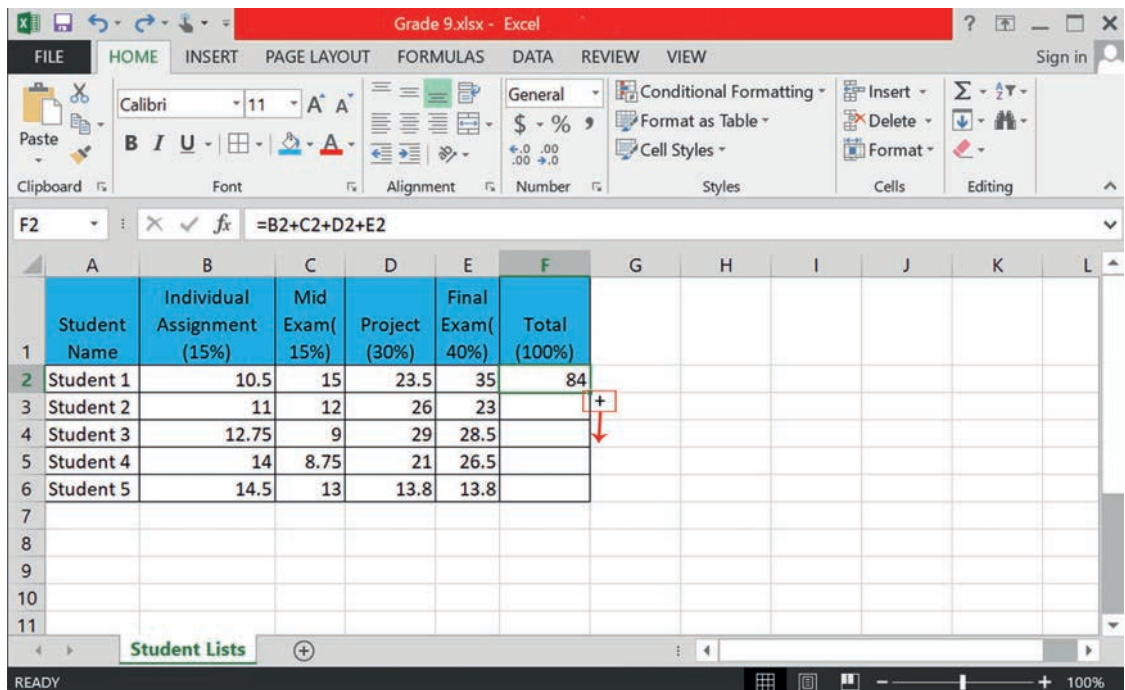 Grade 9.xlsx - Excel
?
FILE HOME INSERT PAGE LAYOUT FORMULAS DATA REVIEW VIEW Sign in
Paste
Calibri 11 A A
B I U A
General
$ % ,
←.0 .00
.00 →.0
Conditional Formatting
Format as Table
Cell Styles
Insert
Delete
Format
Σ A Z
Clipboard Font Alignment Number Styles Cells Editing
F2 fx =B2+C2+D2+E2
A B C D E F G H I J K L
1 Student Name Individual Assignment (15%) Mid Exam( 15%) Project (30%) Final Exam( 40%) Total (100%)
2 Student 1 10.5 15 23.5 35 84
3 Student 2 11 12 26 23 +
4 Student 3 12.75 9 29 28.5
5 Student 4 14 8.75 21 26.5
6 Student 5 14.5 13 13.8 13.8
7
8
9
10
11
Student Lists
READY 100%